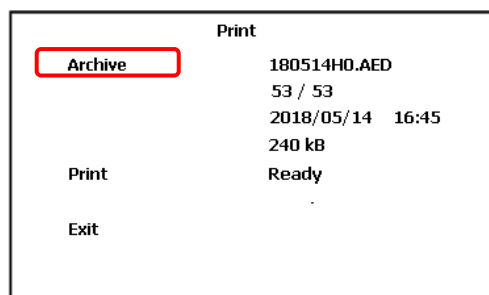 Print
Archive 180514H0.AED
53 / 53
2018/05/14 16:45
240 kB
Print Ready
.
Exit